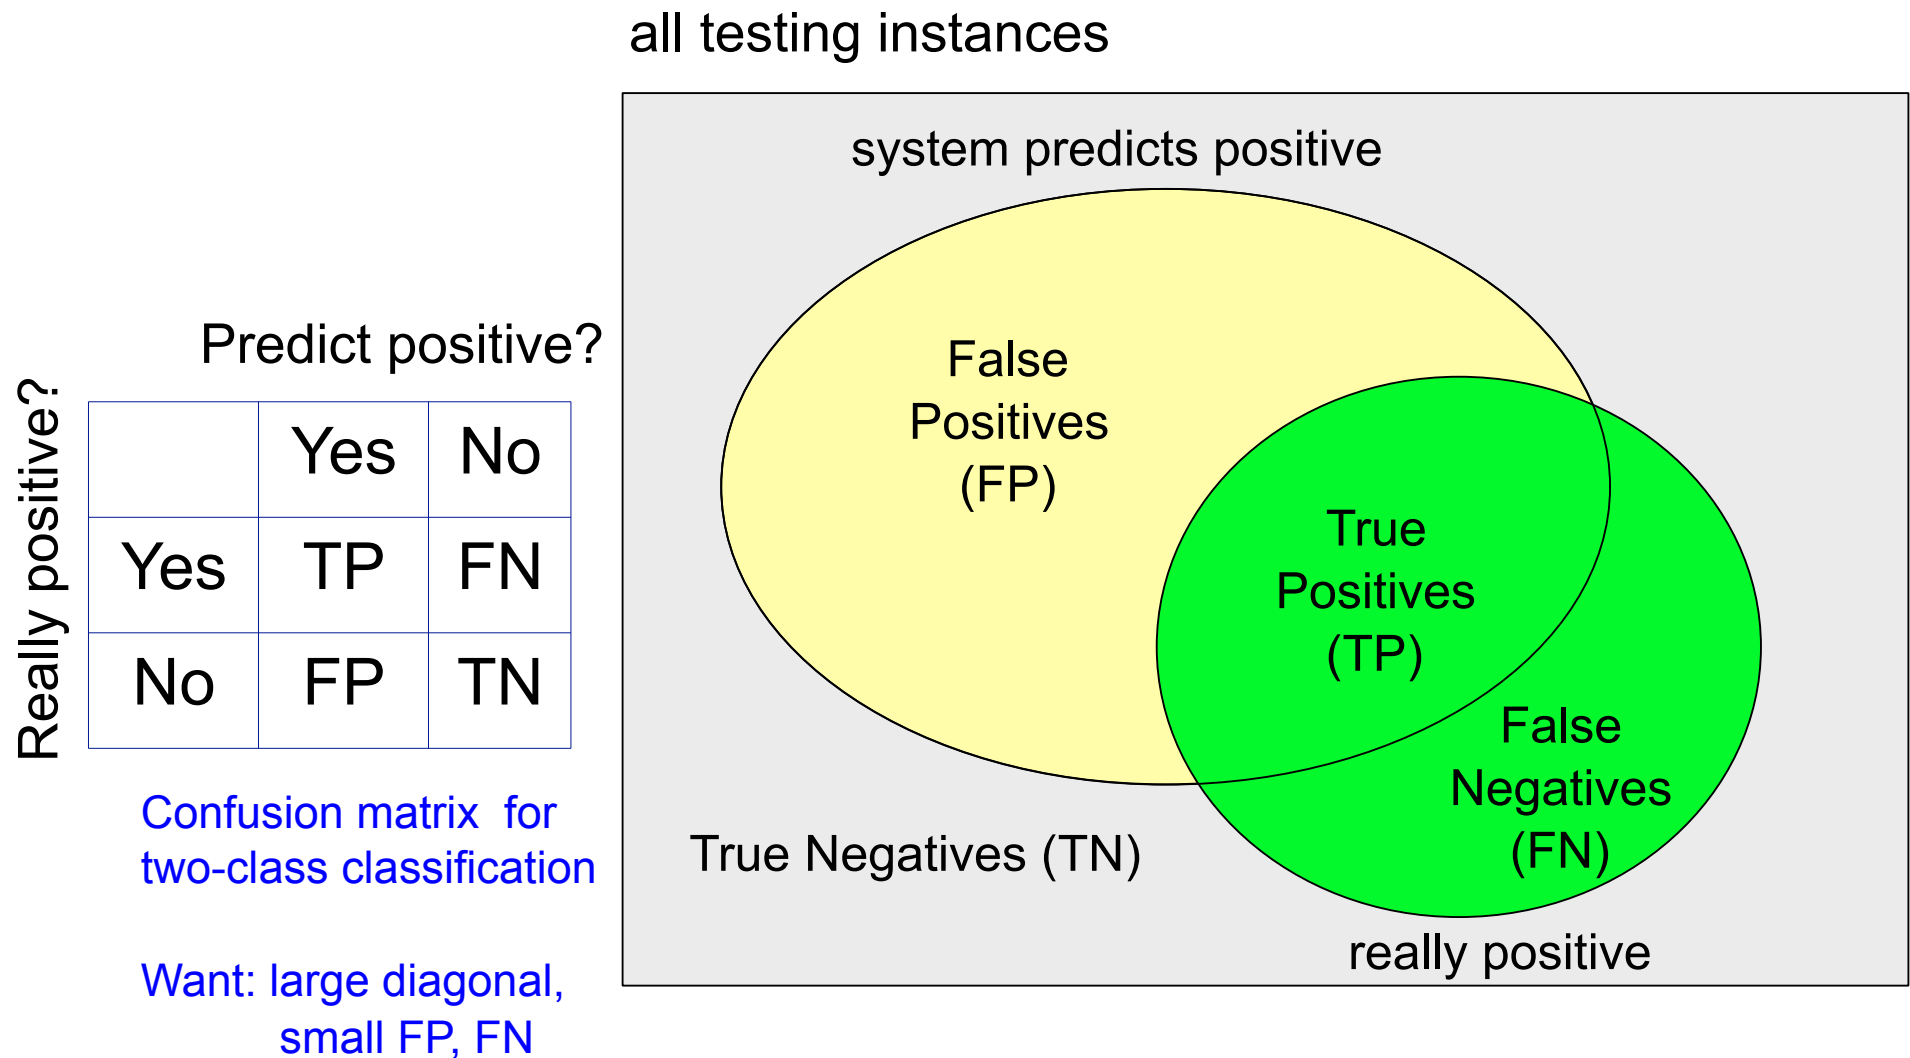 all testing instances
system predicts positive
False
Positives
(FP)
True
Positives
(TP)
False
Negatives
(FN)
True Negatives (TN)
really positive
Predict positive?
Really positive?
Yes No
Yes TP FN
No FP TN
Confusion matrix for
two-class classification
Want: large diagonal,
small FP, FN